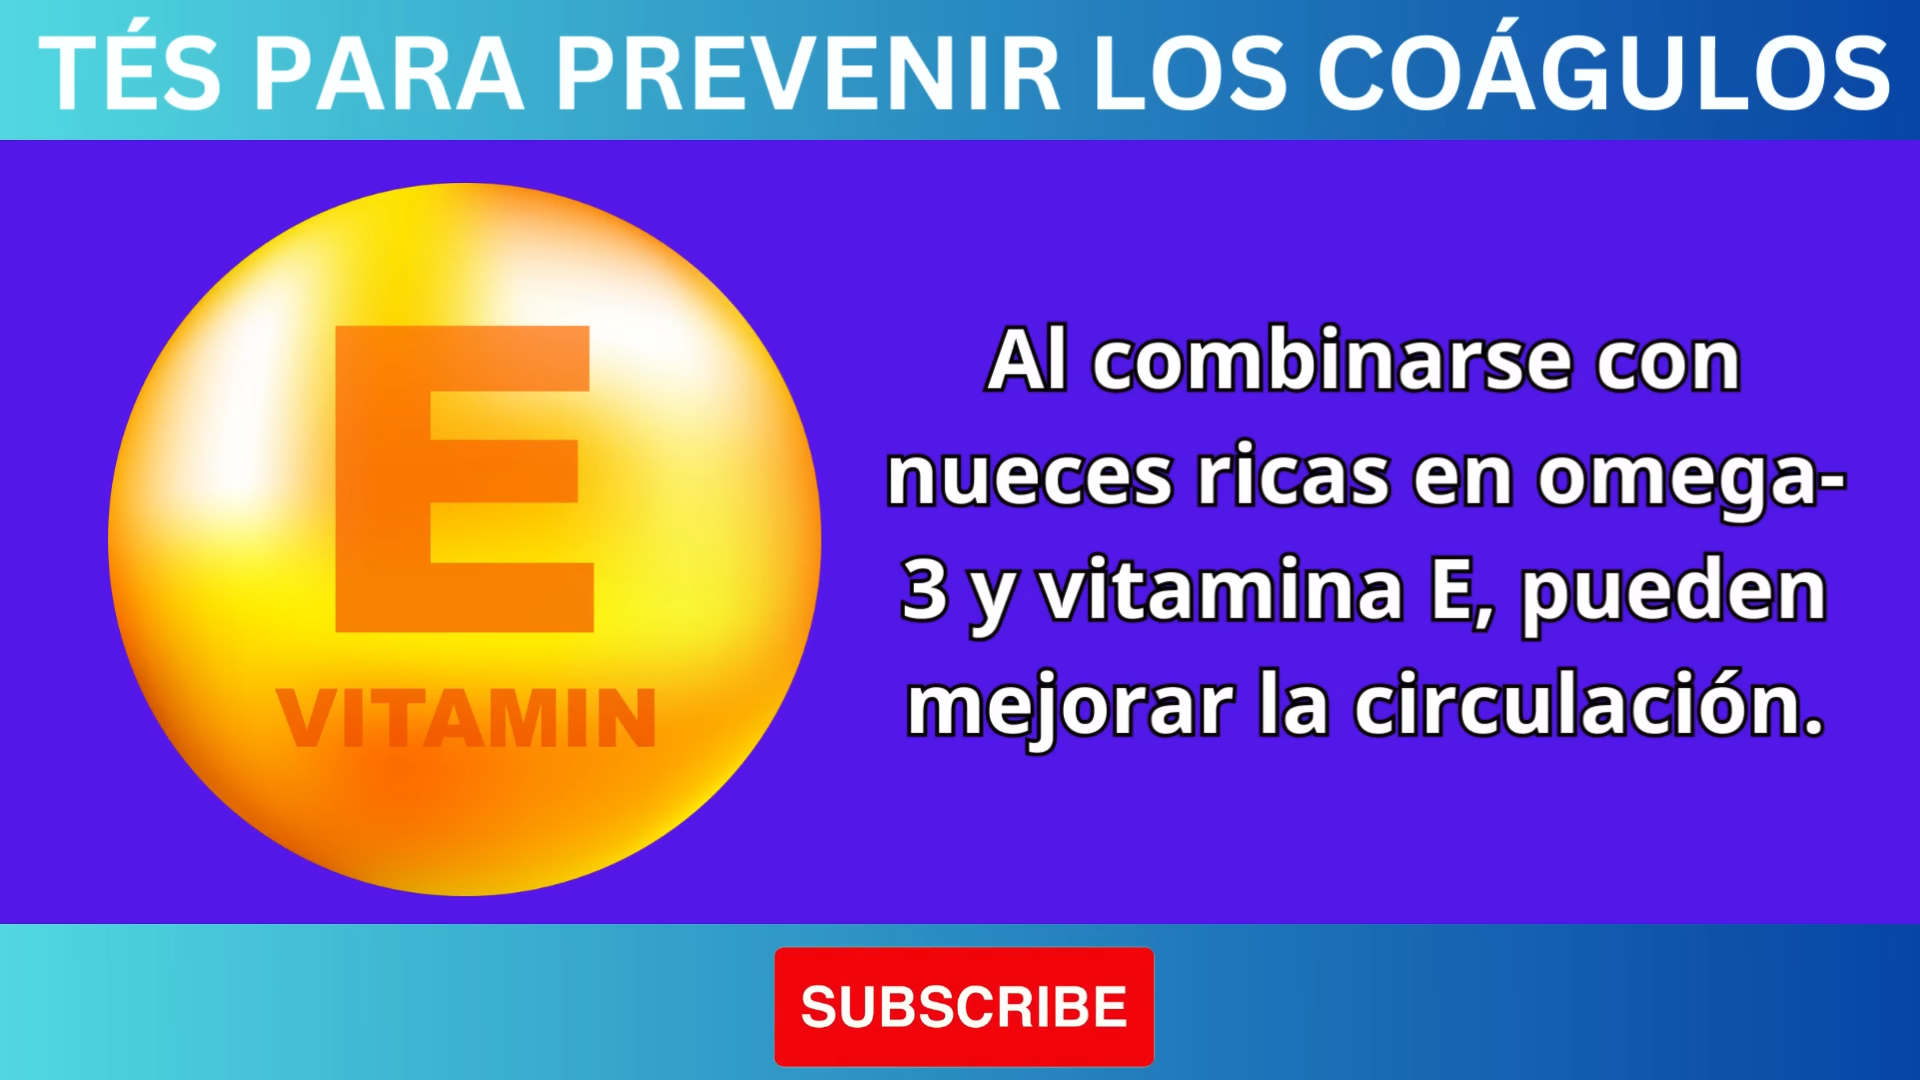 TÉS PARA PREVENIR LOS COÁGULOS
E
VITAMIN
Al combinarse con
nueces ricas en omega-
3 y vitamina E, pueden
mejorar la circulación.
SUBSCRIBE